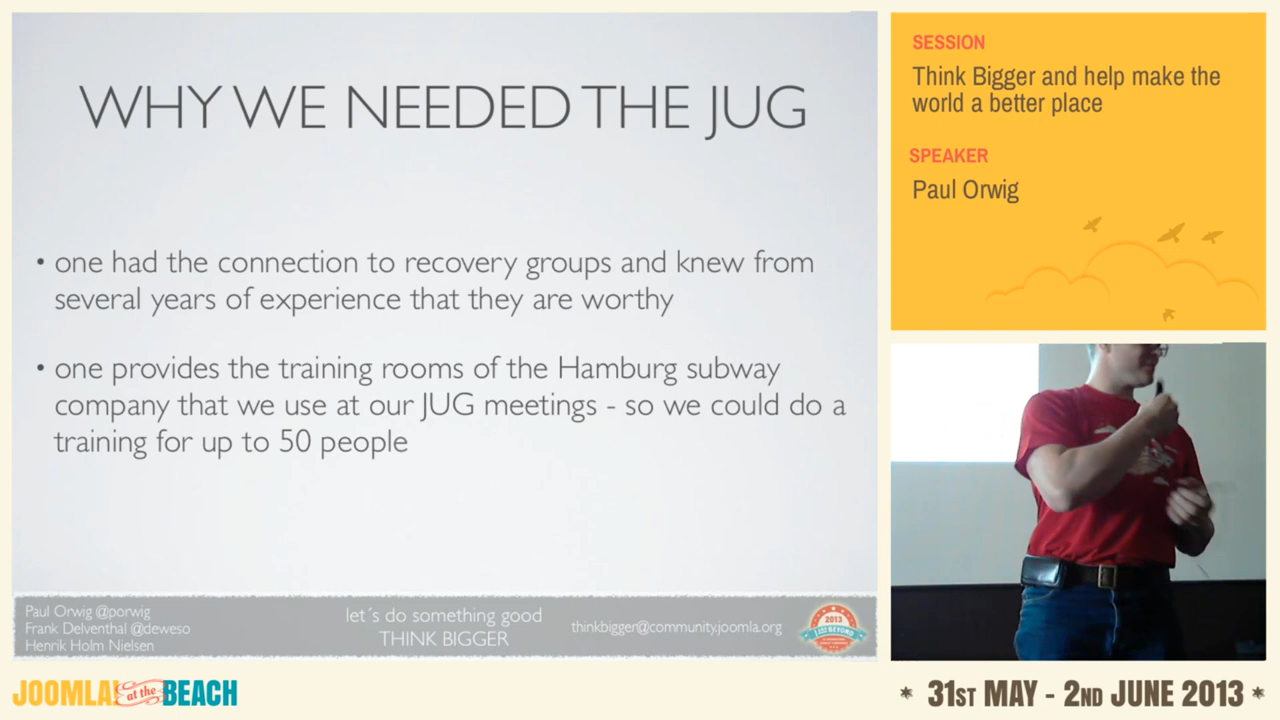 WHY WE NEEDED THE JUG
• one had the connection to recovery groups and knew from
several years of experience that they are worthy
• one provides the training rooms of the Hamburg subway
company that we use at our JUG meetings - so we could do a
training for up to 50 people
Paul Orwig @porwig
Frank Delventhal @deweso
Henrik Holm Nielsen
let´s do something good
THINK BIGGER
thinkbigger@community.joomla.org
2013
JAB BEYOND
SESSION
Think Bigger and help make the
world a better place
SPEAKER
Paul Orwig
JOOMLA! at the BEACH
* 31ST MAY - 2ND JUNE 2013 *